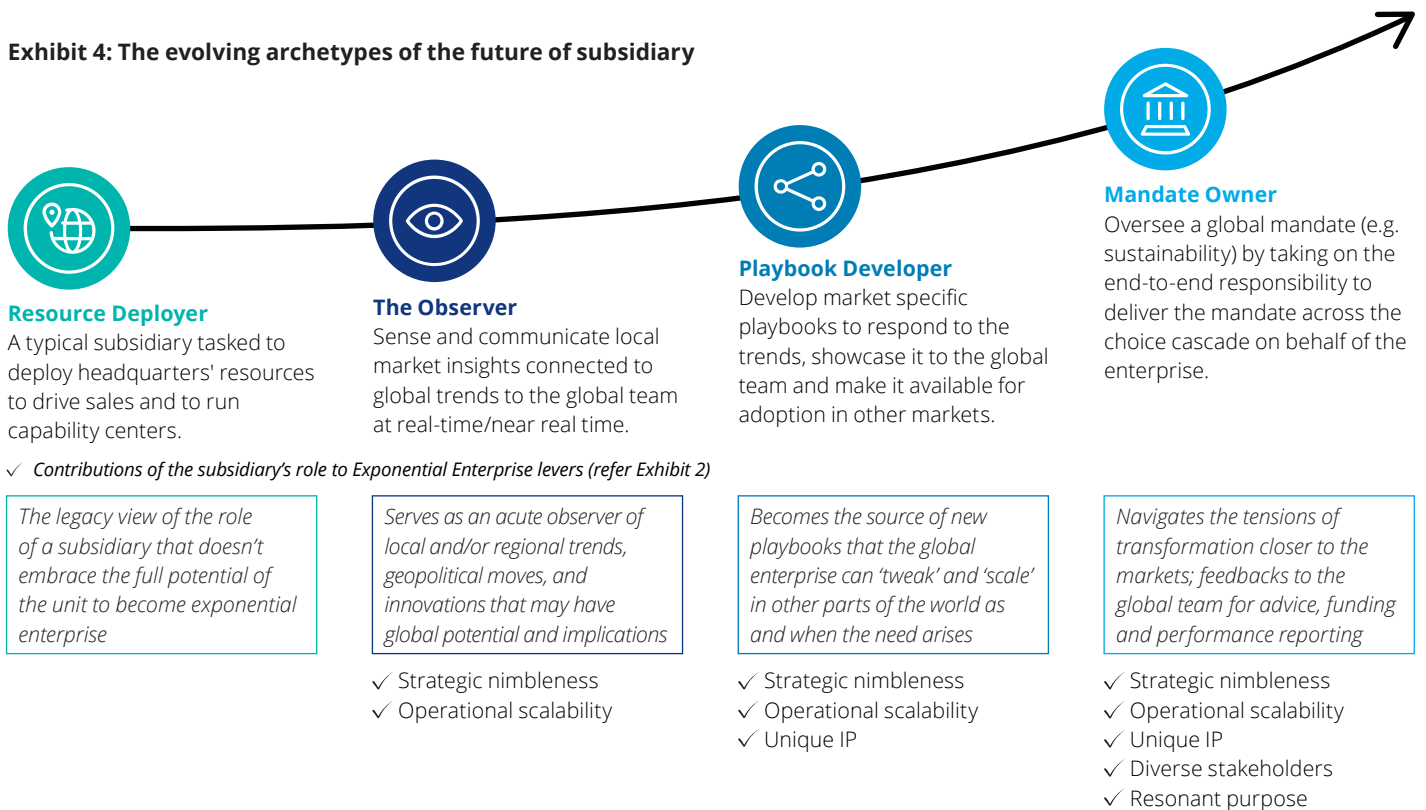 Exhibit 4: The evolving archetypes of the future of subsidiary
Resource Deployer
A typical subsidiary tasked to
deploy headquarters' resources
to drive sales and to run
capability centers.
The Observer
Sense and communicate local
market insights connected to
global trends to the global team
at real-time/near real time.
Playbook Developer
Develop market specific
playbooks to respond to the
trends, showcase it to the global
team and make it available for
adoption in other markets.
Mandate Owner
Oversee a global mandate (e.g.
sustainability) by taking on the
end-to-end responsibility to
deliver the mandate across the
choice cascade on behalf of the
enterprise.
✓ Contributions of the subsidiary's role to Exponential Enterprise levers (refer Exhibit 2)
The legacy view of the role
of a subsidiary that doesn't
embrace the full potential of
the unit to become exponential
enterprise
Serves as an acute observer of
local and/or regional trends,
geopolitical moves, and
innovations that may have
global potential and implications
✓ Strategic nimbleness
✓ Operational scalability
Becomes the source of new
playbooks that the global
enterprise can 'tweak' and 'scale'
in other parts of the world as
and when the need arises
✓ Strategic nimbleness
✓ Operational scalability
✓ Unique IP
Navigates the tensions of
transformation closer to the
markets; feedbacks to the
global team for advice, funding
and performance reporting
✓ Strategic nimbleness
✓ Operational scalability
✓ Unique IP
✓ Diverse stakeholders
✓ Resonant purpose